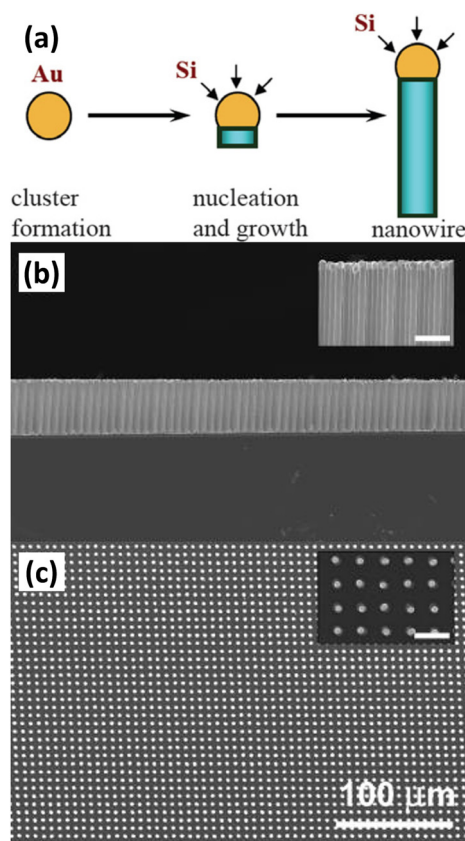 (a)
Au
Si
Si
cluster
formation
nucleation
and growth
nanowire
(b)
(c)
100 μm